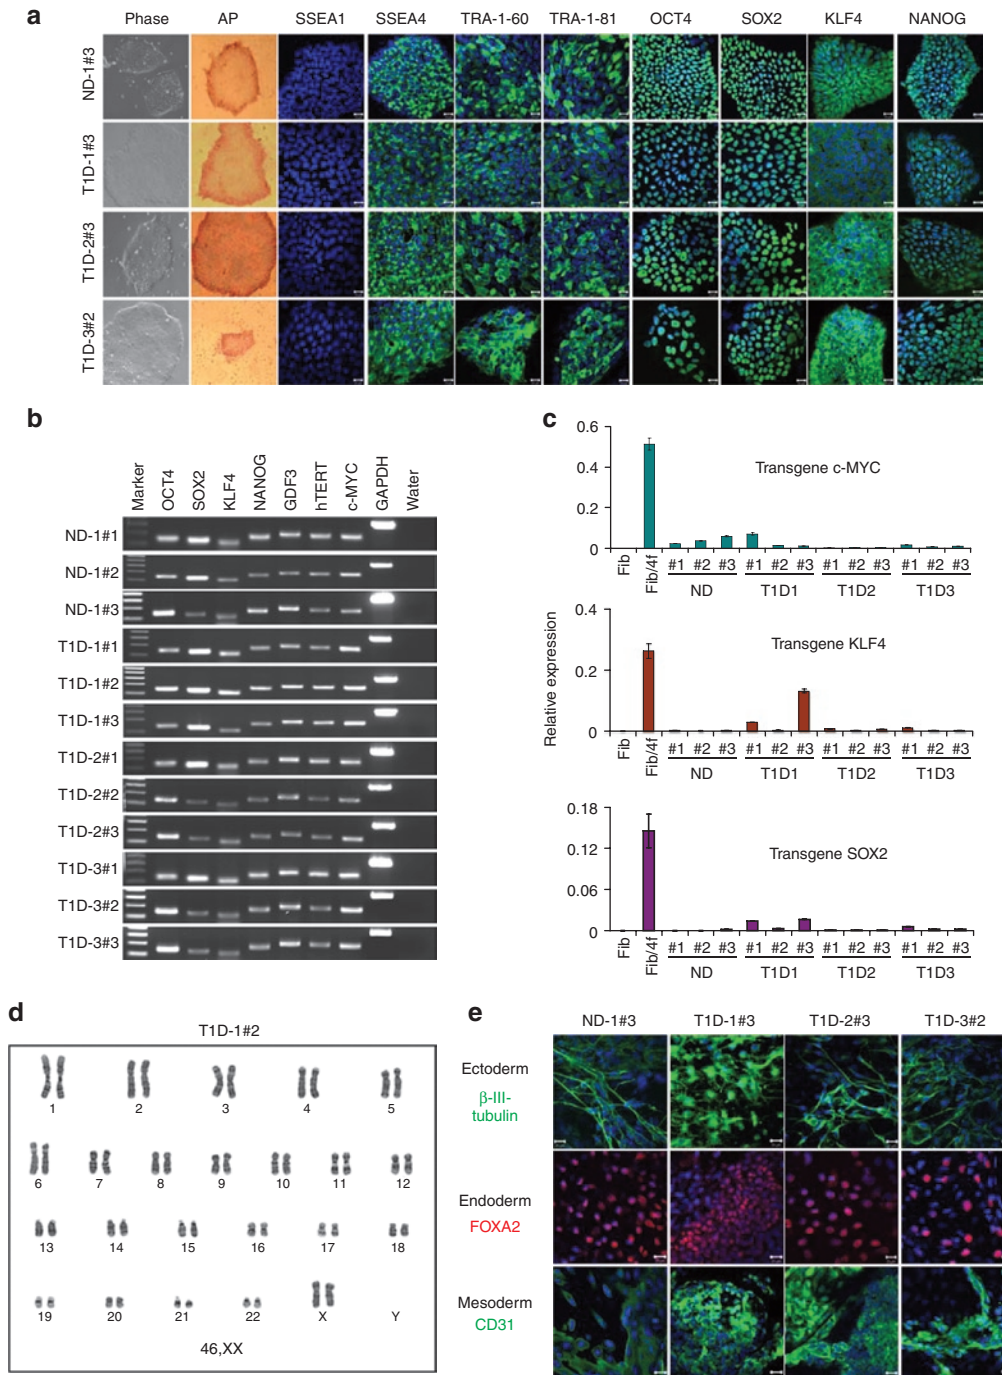 a
Phase AP SSEA1 SSEA4 TRA-1-60 TRA-1-81 OCT4 SOX2 KLF4 NANOG
ND-1#3
T1D-1#3
T1D-2#3
T1D-3#2
b
Marker OCT4 SOX2 KLF4 NANOG GDF3 hTERT c-MYC GAPDH Water
ND-1#1
ND-1#2
ND-1#3
T1D-1#1
T1D-1#2
T1D-1#3
T1D-2#1
T1D-2#2
T1D-2#3
T1D-3#1
T1D-3#2
T1D-3#3
c
Relative expression
0.6
0.4
0.2
0
Transgene c-MYC
Fib Fib/4f #1 #2 #3 #1 #2 #3 #1 #2 #3 #1 #2 #3
ND T1D1 T1D2 T1D3
0.4
0.2
0
Transgene KLF4
Fib Fib/4f #1 #2 #3 #1 #2 #3 #1 #2 #3 #1 #2 #3
ND T1D1 T1D2 T1D3
0.18
0.12
0.06
0
Transgene SOX2
Fib Fib/4f #1 #2 #3 #1 #2 #3 #1 #2 #3 #1 #2 #3
ND T1D1 T1D2 T1D3
d
T1D-1#2
1 2 3 4 5
6 7 8 9 10 11 12
13 14 15 16 17 18
19 20 21 22 X Y
46,XX
e
ND-1#3 T1D-1#3 T1D-2#3 T1D-3#2
Ectoderm
β-III-
tubulin
Endoderm
FOXA2
Mesoderm
CD31